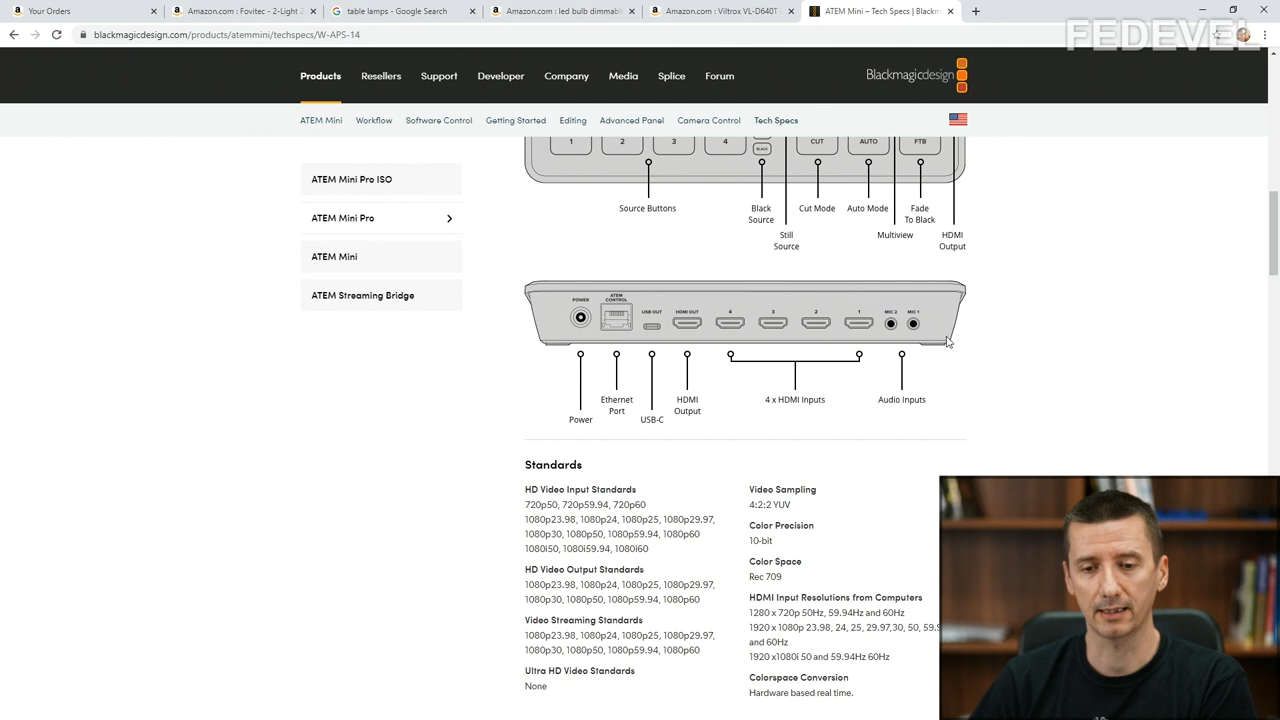 Your Orders
Amazon.com : Fovitec - 2-Light 2
table lamps - Google Search
Amazon.com : led bulb dimmable
Amazon.com : Viltrox VL-D640T
ATEM Mini – Tech Specs | Blackm
blackmagicdesign.com/products/atemmini/techspecs/W-APS-14
FEDEVEL
Products
Resellers
Support
Developer
Company
Media
Splice
Forum
Blackmagicdesign
ATEM Mini
Workflow
Software Control
Getting Started
Editing
Advanced Panel
Camera Control
Tech Specs
ATEM Mini Pro ISO
ATEM Mini Pro
ATEM Mini
ATEM Streaming Bridge
1
2
3
4
BLACK
CUT
AUTO
FTB
Source Buttons
Black
Source
Cut Mode
Auto Mode
Fade
To Black
Still
Source
Multiview
HDMI
Output
POWER
ATEM
CONTROL
USB OUT
HDMI OUT
4
3
2
1
MIC 2
MIC 1
Power
Ethernet
Port
USB-C
HDMI
Output
4 x HDMI Inputs
Audio Inputs
Standards
HD Video Input Standards
720p50, 720p59.94, 720p60
1080p23.98, 1080p24, 1080p25, 1080p29.97,
1080p30, 1080p50, 1080p59.94, 1080p60
1080i50, 1080i59.94, 1080i60
HD Video Output Standards
1080p23.98, 1080p24, 1080p25, 1080p29.97,
1080p30, 1080p50, 1080p59.94, 1080p60
Video Streaming Standards
1080p23.98, 1080p24, 1080p25, 1080p29.97,
1080p30, 1080p50, 1080p59.94, 1080p60
Ultra HD Video Standards
None
Video Sampling
4:2:2 YUV
Color Precision
10-bit
Color Space
Rec 709
HDMI Input Resolutions from Computers
1280 x 720p 50Hz, 59.94Hz and 60Hz
1920 x 1080p 23.98, 24, 25, 29.97,30, 50, 59.9
and 60Hz
1920 x1080i 50 and 59.94Hz 60Hz
Colorspace Conversion
Hardware based real time.